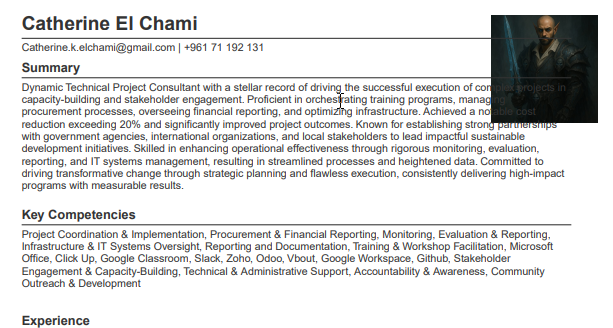 Catherine El Chami
Catherine.k.elchami@gmail.com | +961 71 192 131
Summary
Dynamic Technical Project Consultant with a stellar record of driving the successful execution of complex projects in
capacity-building and stakeholder engagement. Proficient in orchestrating training programs, managing
procurement processes, overseeing financial reporting, and optimizing infrastructure. Achieved a notable cost
reduction exceeding 20% and significantly improved project outcomes. Known for establishing strong partnerships
with government agencies, international organizations, and local stakeholders to lead impactful sustainable
development initiatives. Skilled in enhancing operational effectiveness through rigorous monitoring, evaluation,
reporting, and IT systems management, resulting in streamlined processes and heightened data. Committed to
driving transformative change through strategic planning and flawless execution, consistently delivering high-impact
programs with measurable results.
Key Competencies
Project Coordination & Implementation, Procurement & Financial Reporting, Monitoring, Evaluation & Reporting,
Infrastructure & IT Systems Oversight, Reporting and Documentation, Training & Workshop Facilitation, Microsoft
Office, Click Up, Google Classroom, Slack, Zoho, Odoo, Vbout, Google Workspace, Github, Stakeholder
Engagement & Capacity-Building, Technical & Administrative Support, Accountability & Awareness, Community
Outreach & Development
Experience